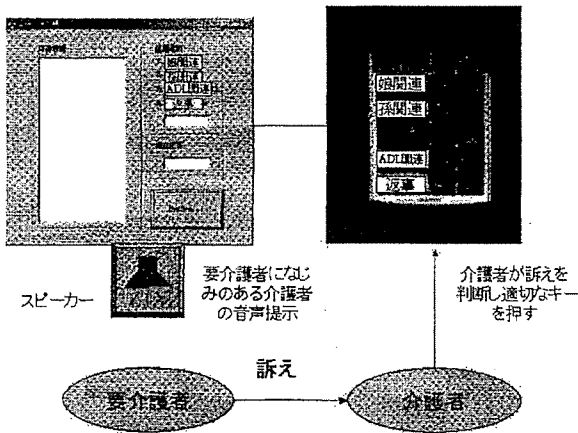 娘関連
孫関連
ADL関連
返事
娘関連
孫関連
ADL関連
返事
スピーカー
要介護者になじ
みのある介護者
の音声提示
介護者が訴えを
判断し適切なキー
を押す
訴え
要介護者
介護者